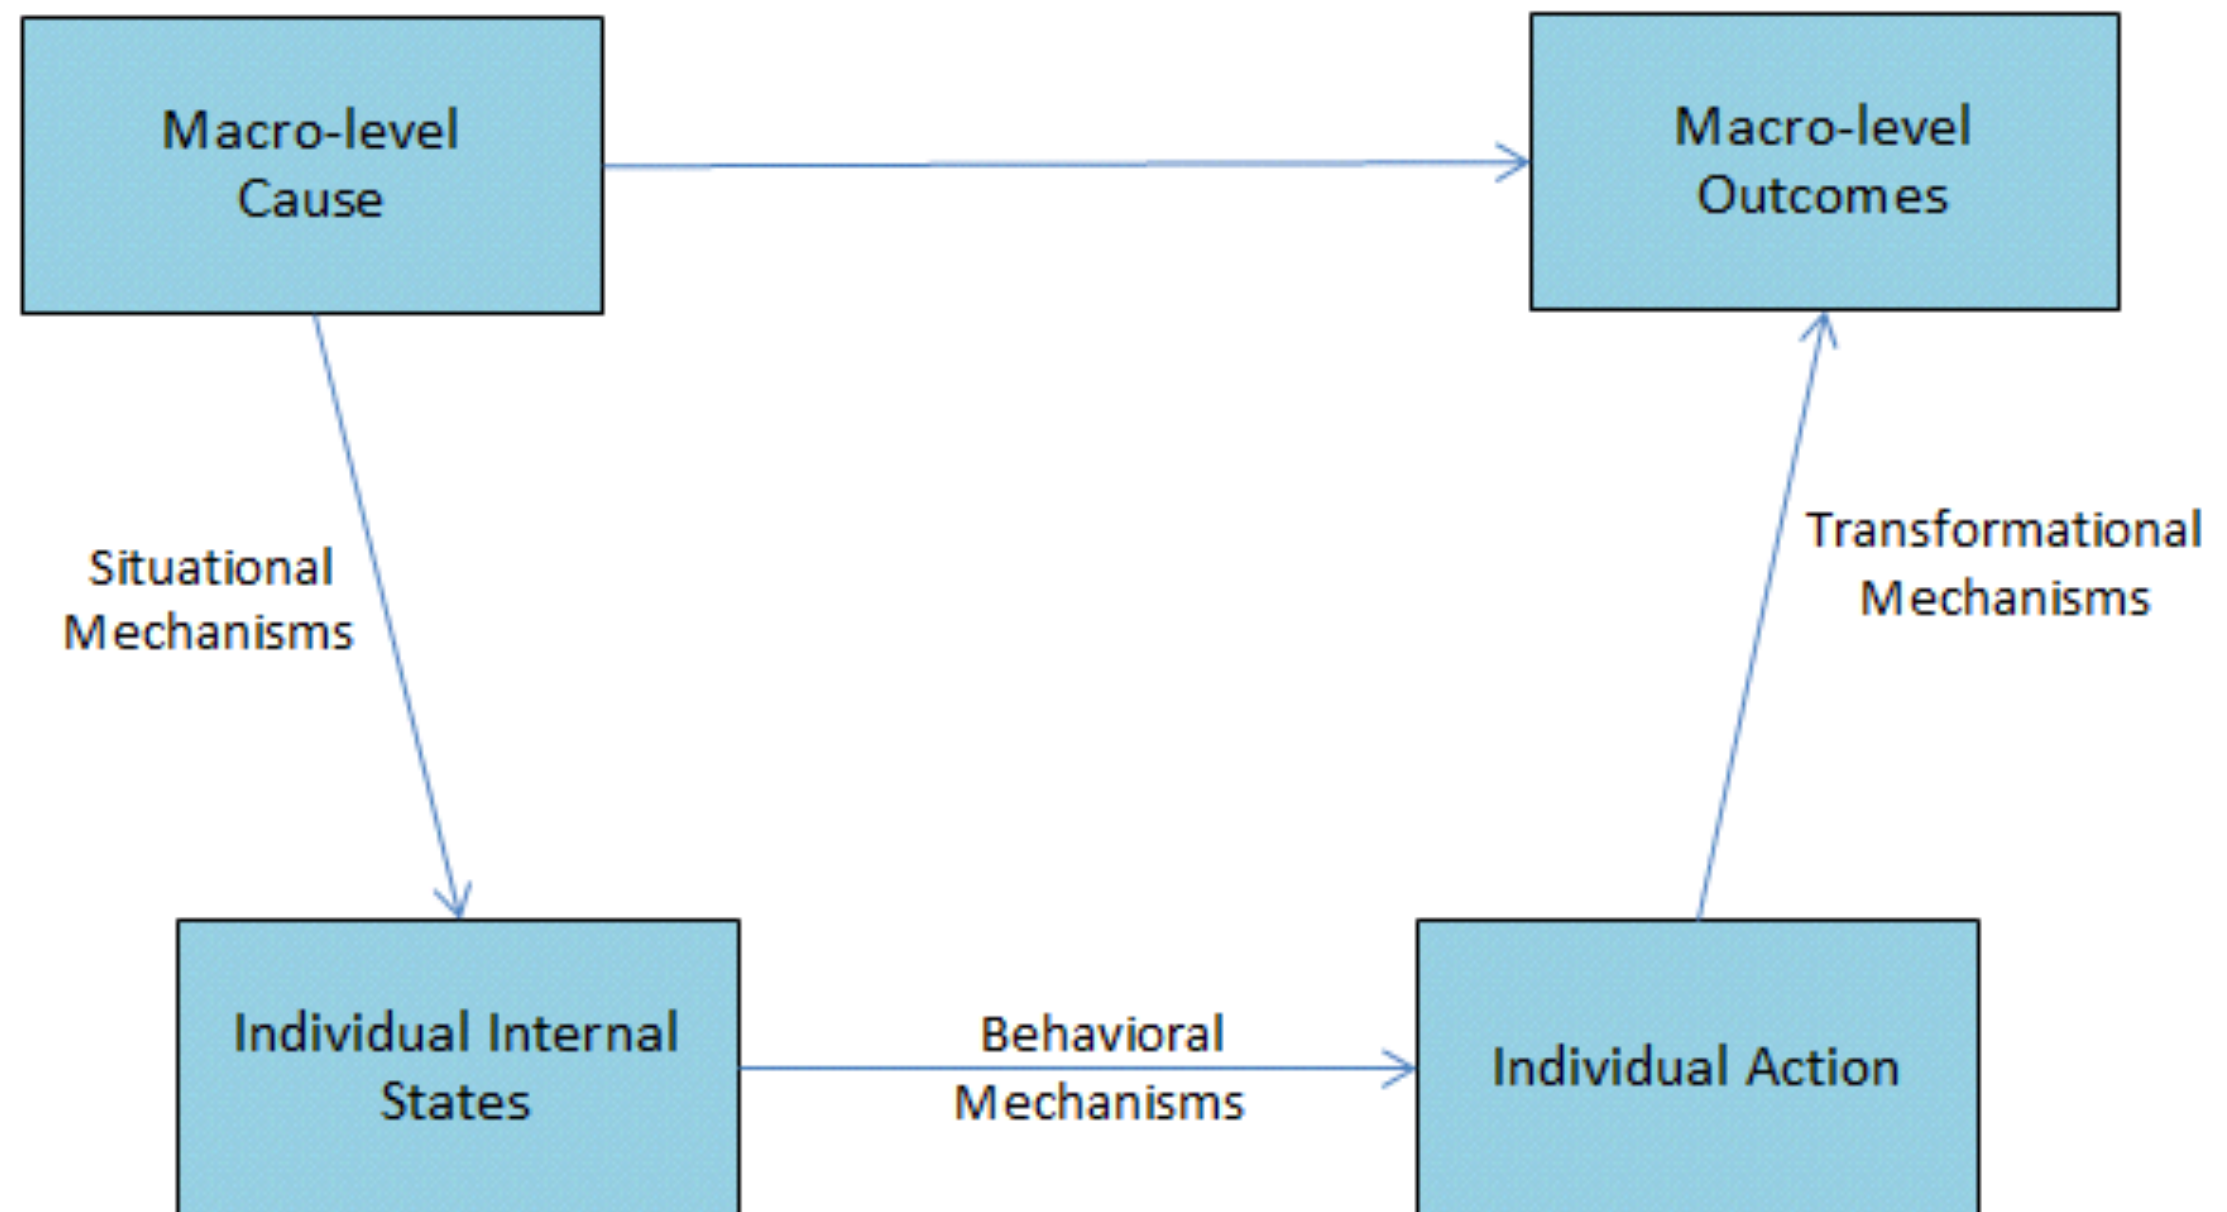 Macro-level
Cause
Macro-level
Outcomes
Situational
Mechanisms
Transformational
Mechanisms
Individual Internal
States
Behavioral
Mechanisms
Individual Action